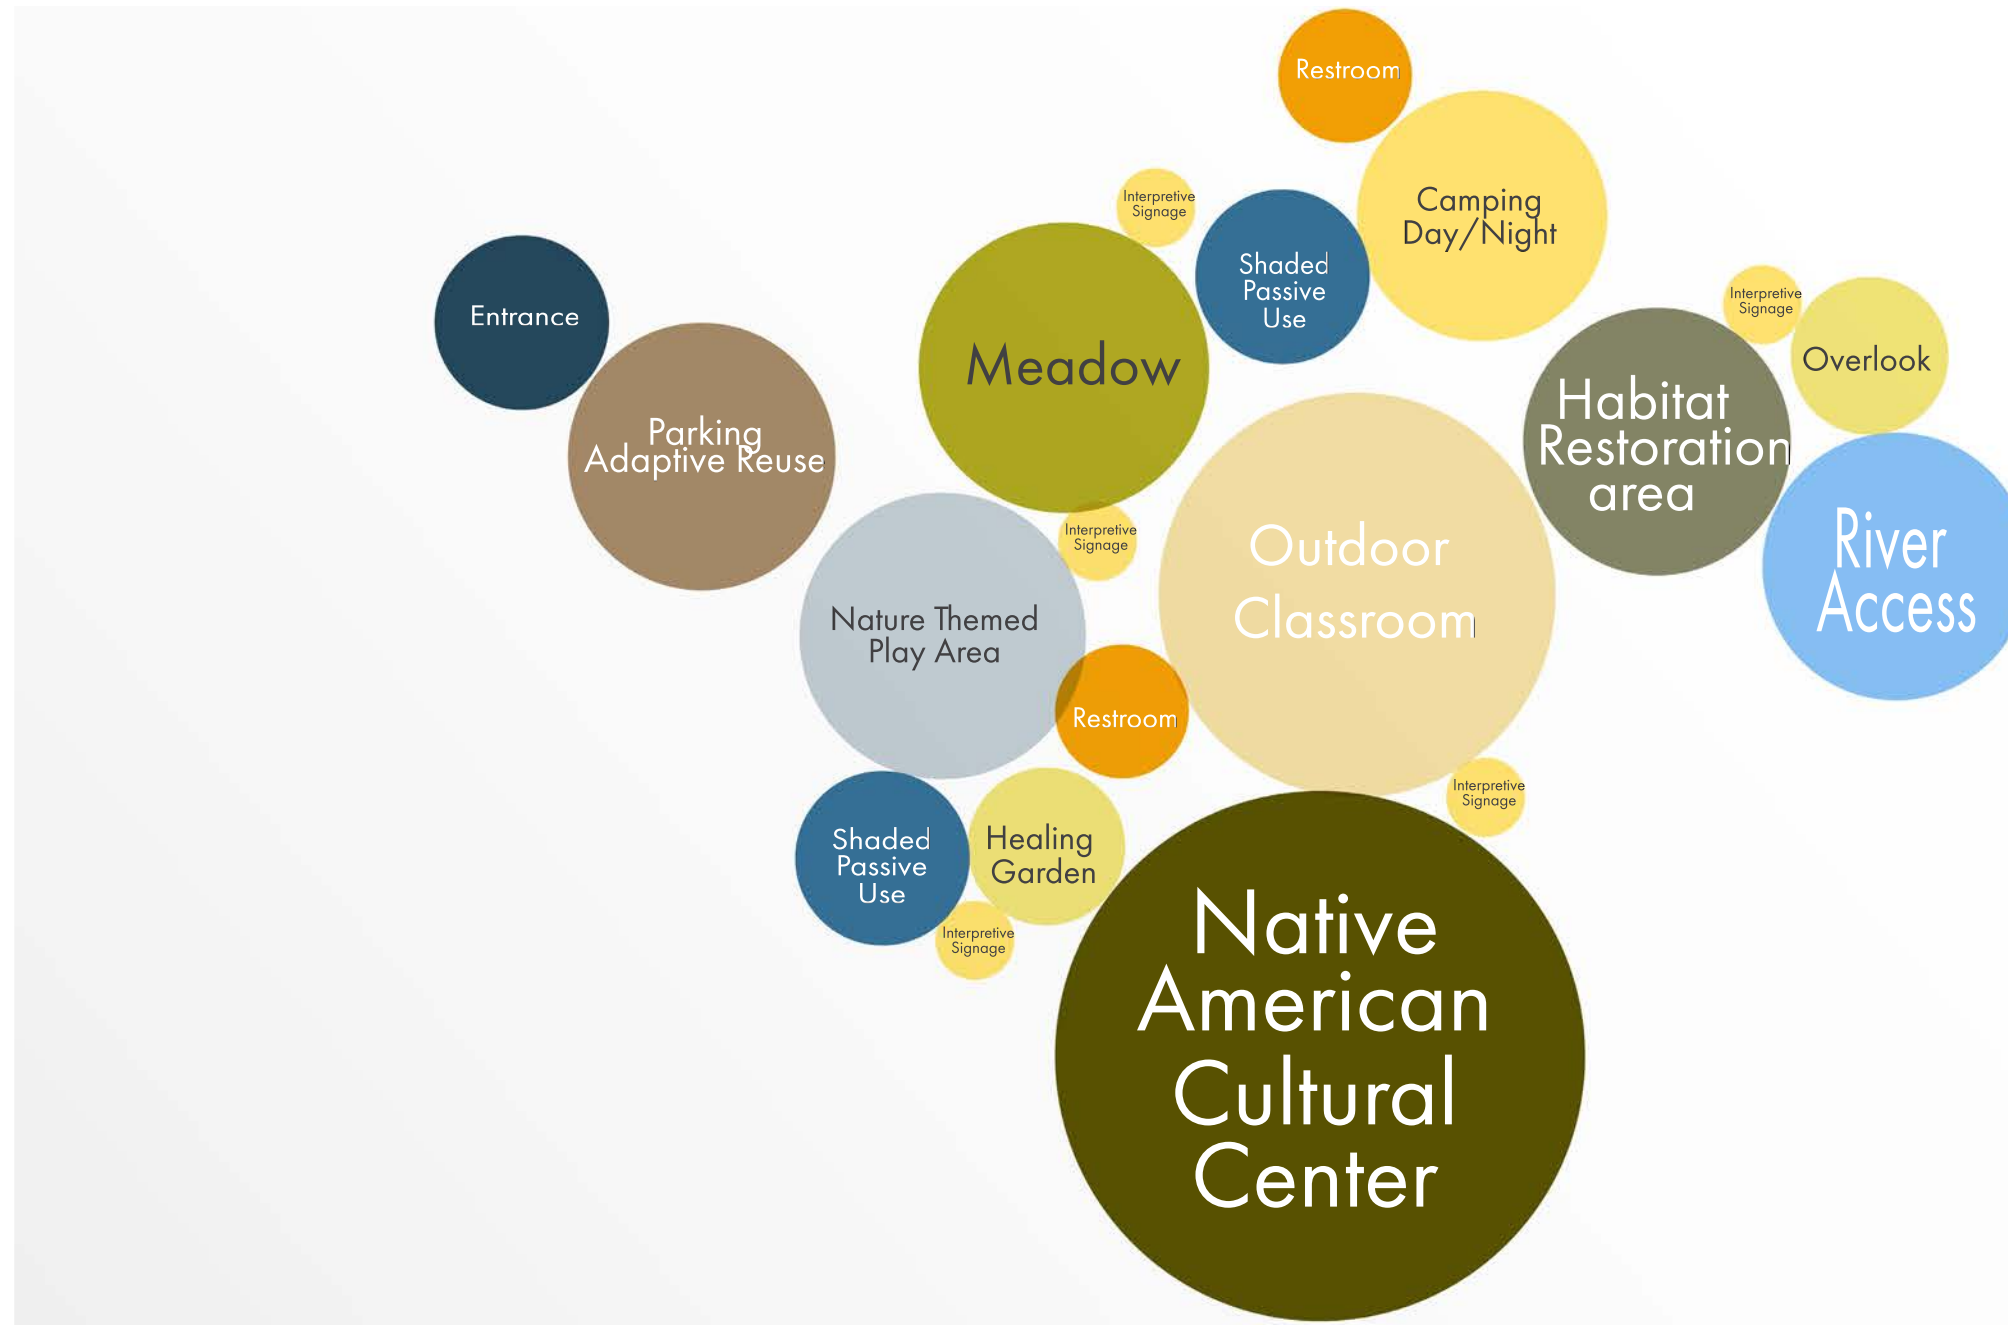 Restroom
Camping
Day/Night
Interpretive
Signage
Shaded
Passive
Use
Entrance
Meadow
Interpretive
Signage
Overlook
Parking
Adaptive Reuse
Habitat
Restoration
area
River
Access
Interpretive
Signage
Outdoor
Classroom
Nature Themed
Play Area
Restroom
Interpretive
Signage
Shaded
Passive
Use
Healing
Garden
Interpretive
Signage
Native
American
Cultural
Center